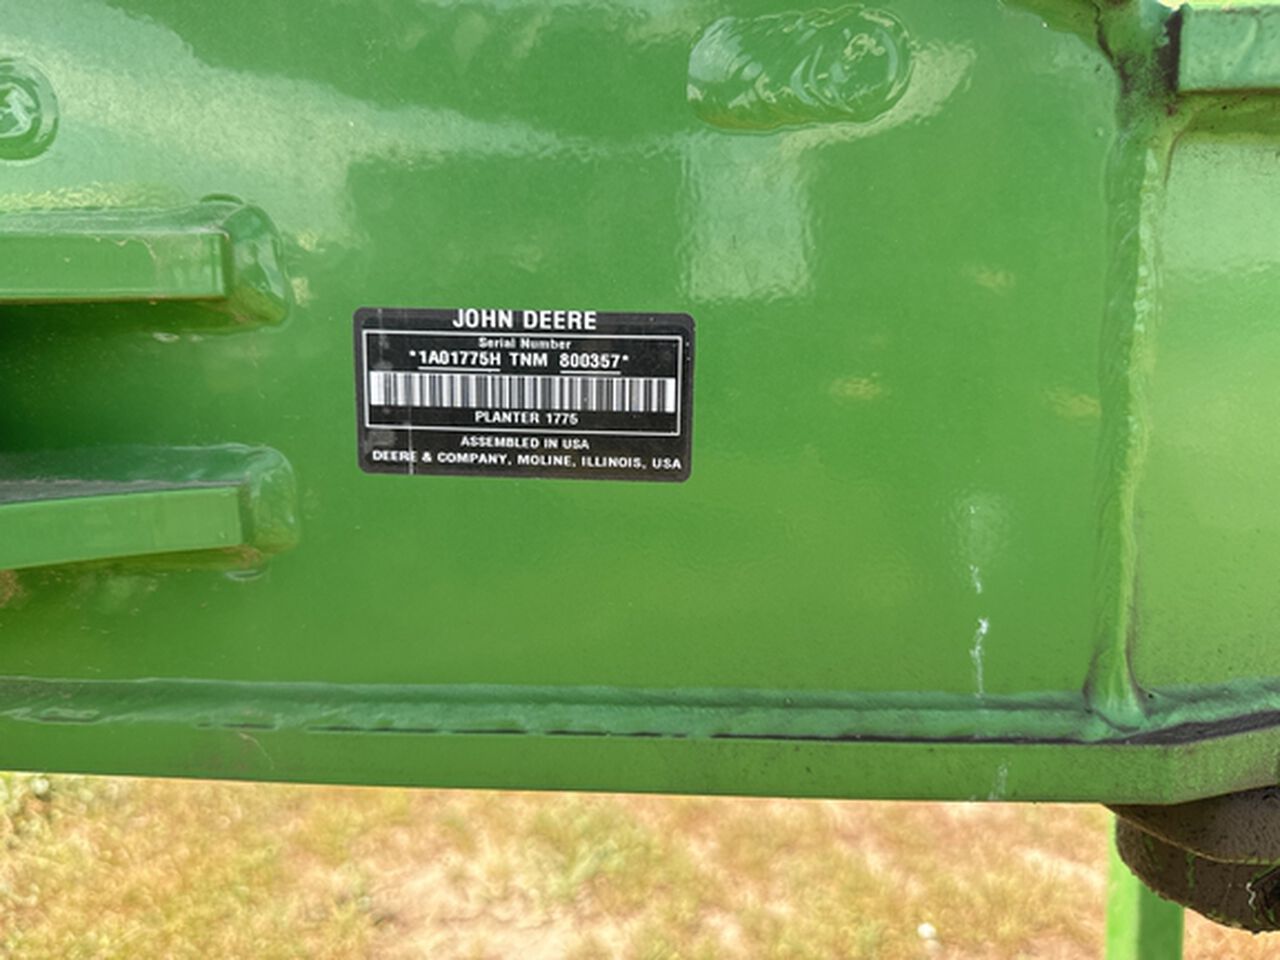 JOHN DEERE
Serial Number
*1A01775H TNM 800357*
PLANTER 1775
ASSEMBLED IN USA
DEERE & COMPANY, MOLINE, ILLINOIS, USA